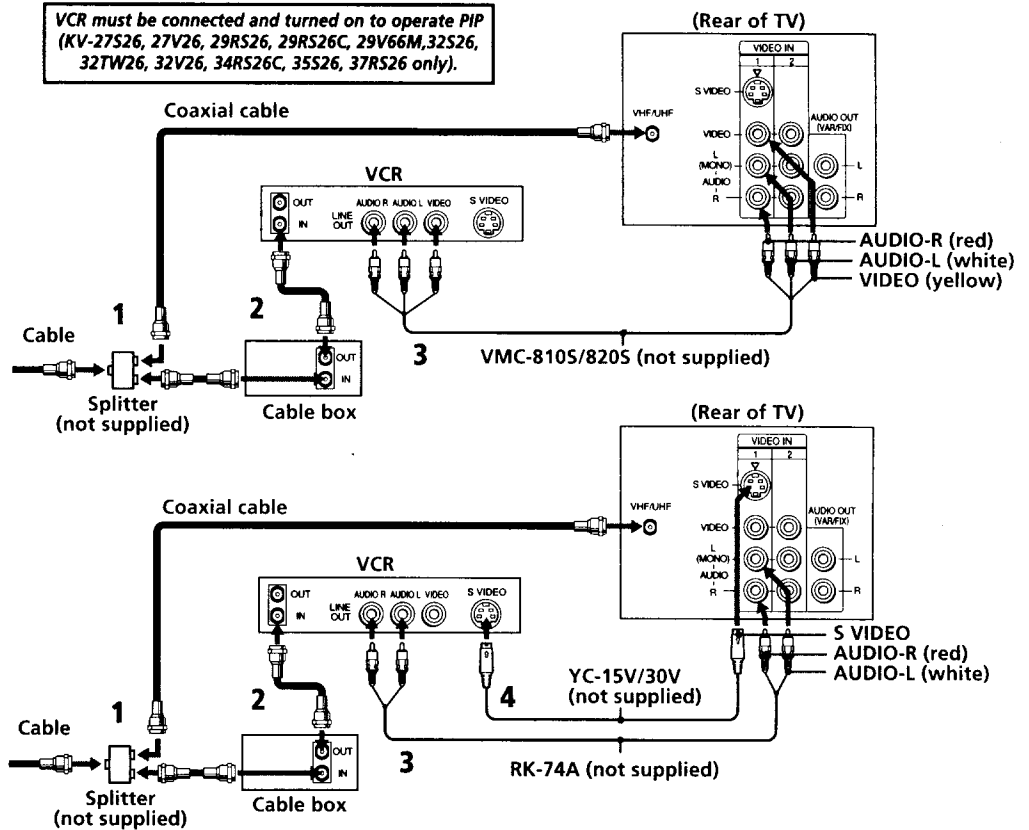 VCR must be connected and turned on to operate PIP
(KV-27S26, 27V26, 29RS26, 29RS26C, 29V66M,32S26,
32TW26, 32V26, 34RS26C, 35S26, 37RS26 only).
(Rear of TV)
VIDEO IN
1 2
S VIDEO
Coaxial cable
VHF/UHF
AUDIO OUT
(VAR/FIX)
VIDEO
L
(MONO)
AUDIO
R
L
R
VCR
OUT
IN
LINE
OUT
AUDIO R AUDIO L VIDEO
S VIDEO
AUDIO-R (red)
AUDIO-L (white)
VIDEO (yellow)
1
2
3
Cable
OUT
IN
VMC-810S/820S (not supplied)
Splitter
(not supplied)
Cable box
(Rear of TV)
VIDEO IN
1 2
S VIDEO
Coaxial cable
VHF/UHF
AUDIO OUT
(VAR/FIX)
VIDEO
L
(MONO)
AUDIO
R
L
R
VCR
OUT
IN
LINE
OUT
AUDIO R AUDIO L VIDEO
S VIDEO
S VIDEO
AUDIO-R (red)
AUDIO-L (white)
YC-15V/30V
(not supplied)
1
2
4
3
Cable
OUT
IN
RK-74A (not supplied)
Splitter
(not supplied)
Cable box